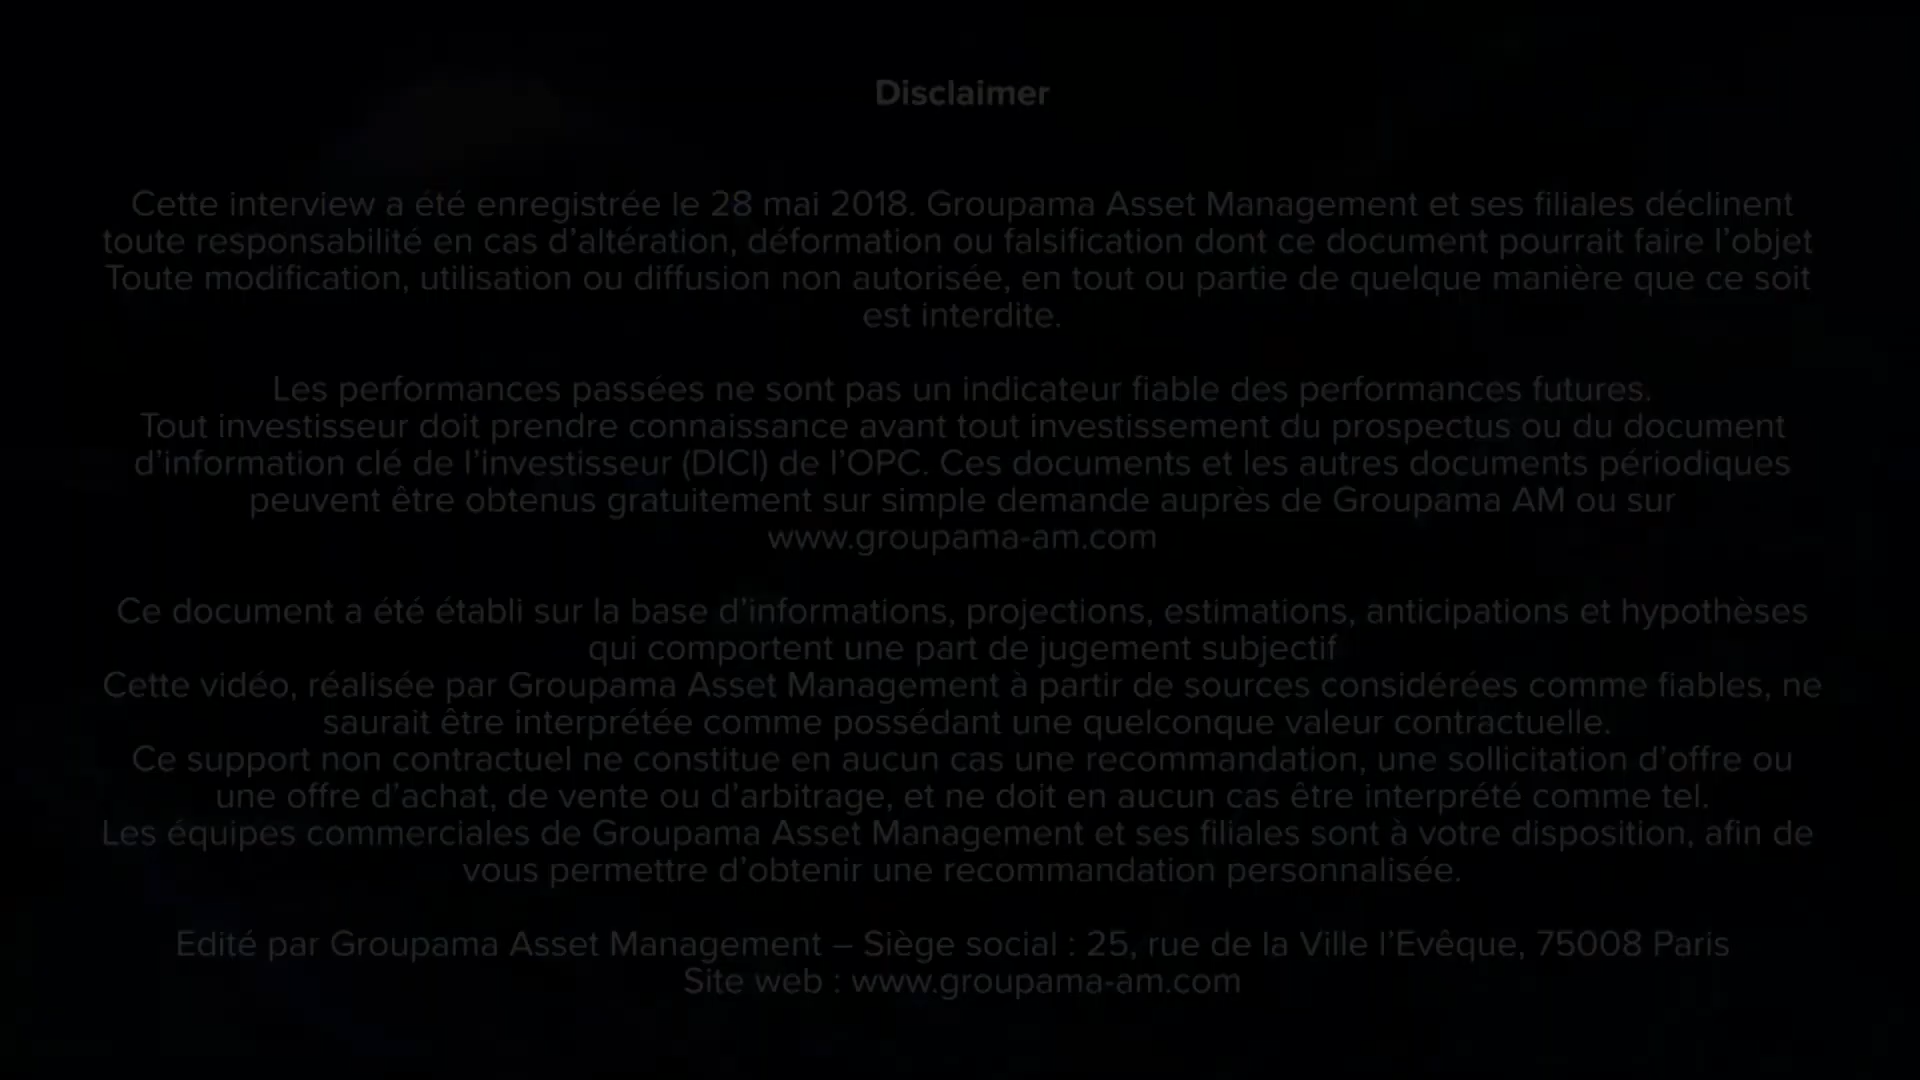 Disclaimer
Cette interview a été enregistrée le 28 mai 2018. Groupama Asset Management et ses filiales déclinent
toute responsabilité en cas d'altération, déformation ou falsification dont ce document pourrait faire l'objet
Toute modification, utilisation ou diffusion non autorisée, en tout ou partie de quelque manière que ce soit
est interdite.
Les performances passées ne sont pas un indicateur fiable des performances futures.
Tout investisseur doit prendre connaissance avant tout investissement du prospectus ou du document
d'information clé de l'investisseur (DICI) de l'OPC. Ces documents et les autres documents périodiques
peuvent être obtenus gratuitement sur simple demande auprès de Groupama AM ou sur
www.groupama-am.com
Ce document a été établi sur la base d'informations, projections, estimations, anticipations et hypothèses
qui comportent une part de jugement subjectif
Cette vidéo, réalisée par Groupama Asset Management à partir de sources considérées comme fiables, ne
saurait être interprétée comme possédant une quelconque valeur contractuelle.
Ce support non contractuel ne constitue en aucun cas une recommandation, une sollicitation d'offre ou
une offre d'achat, de vente ou d'arbitrage, et ne doit en aucun cas être interprété comme tel.
Les équipes commerciales de Groupama Asset Management et ses filiales sont à votre disposition, afin de
vous permettre d'obtenir une recommandation personnalisée.
Edité par Groupama Asset Management – Siège social : 25, rue de la Ville l'Evêque, 75008 Paris
Site web : www.groupama-am.com